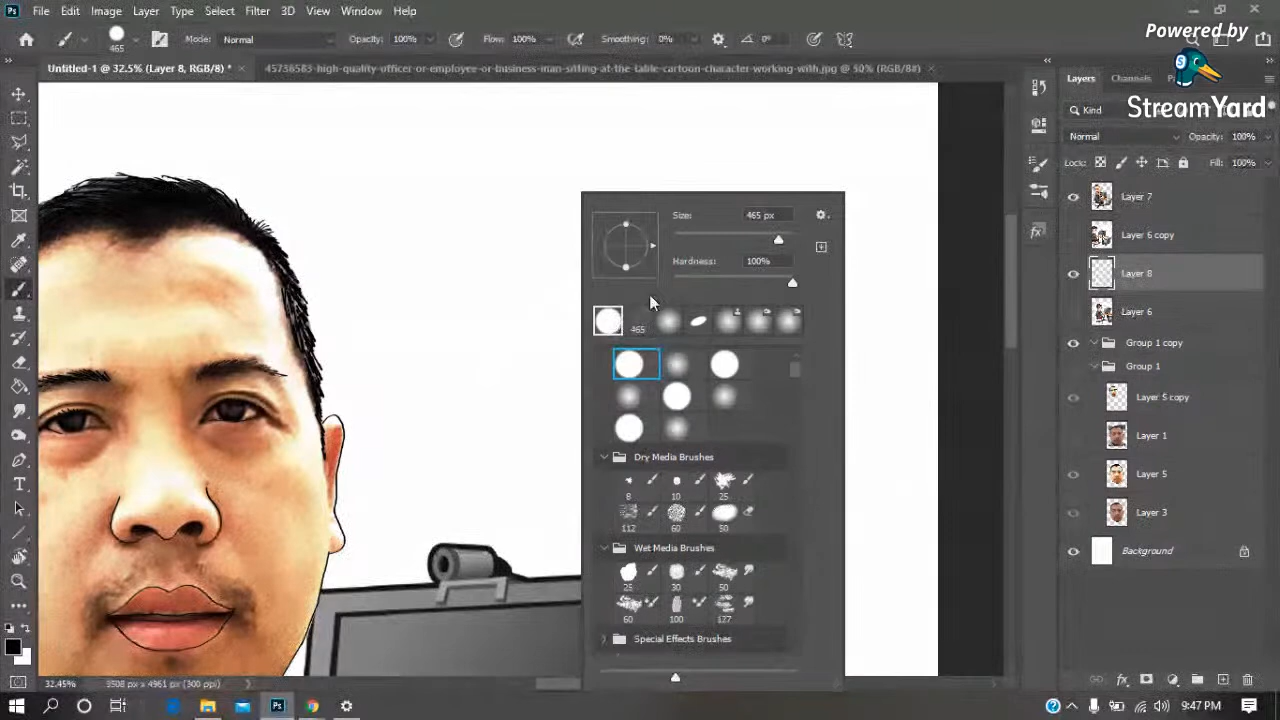 Ps File Edit Image Layer Type Select Filter 3D View Window Help
Powered by
StreamYard
465 Mode: Normal Opacity: 100% Flow: 100% Smoothing: 0% 0°
Untitled-1 @ 32.5% (Layer 8, RGB/8) * × 45736583-high-quality-officer-or-employee-or-business-man-sitting-at-the-table-cartoon-character-working-with.jpg @ 50% (RGB/8#) ×
Layers Channels
Kind
Normal Opacity: 100%
Lock: Fill: 100%
Layer 7
Layer 6 copy
Layer 8
Layer 6
Group 1 copy
Group 1
Layer 5 copy
Layer 1
Layer 5
Layer 3
Background
Size: 465 px
Hardness: 100%
465
Dry Media Brushes
8 10 25
112 60 50
Wet Media Brushes
25 30 50
60 100 127
Special Effects Brushes
32.45% 3508 px x 4961 px (300 ppi)
Ps 9:47 PM